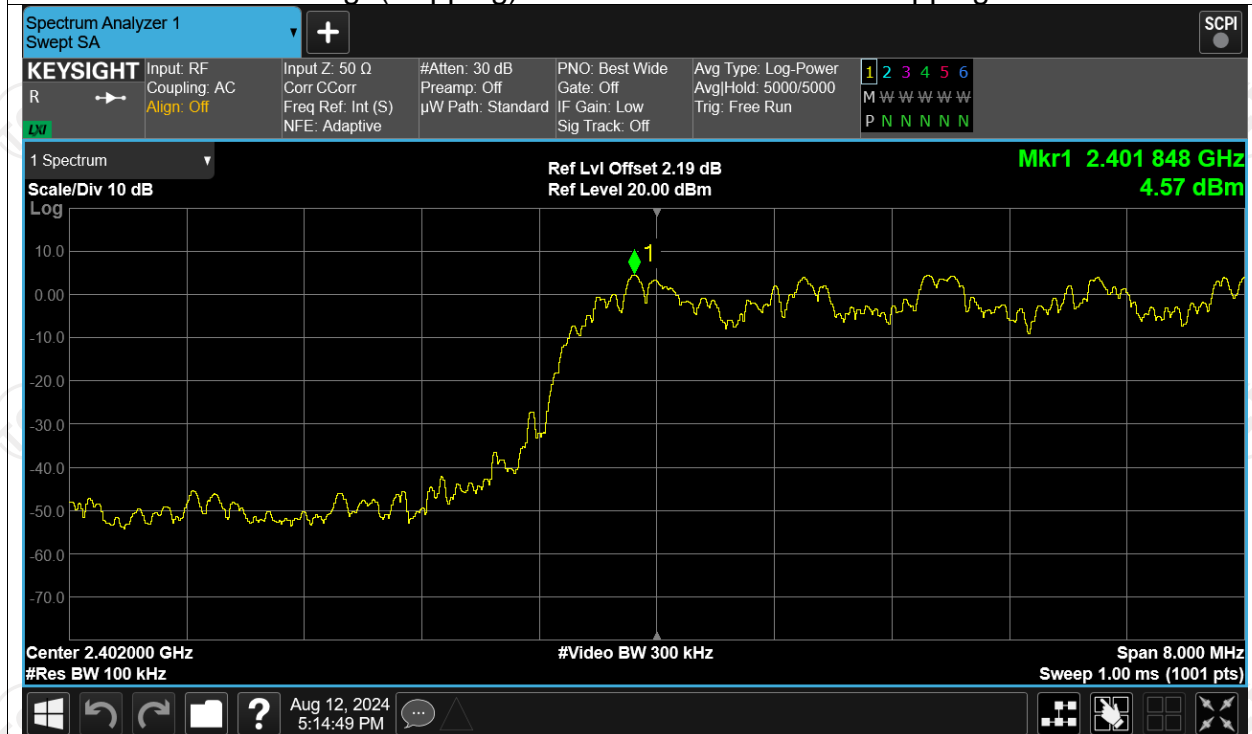 Spectrum Analyzer 1
Swept SA
+
SCPI
KEYSIGHT
R
LXI
Input: RF
Coupling: AC
Align: Off
Input Z: 50 Ω
Corr CCorr
Freq Ref: Int (S)
NFE: Adaptive
#Atten: 30 dB
Preamp: Off
µW Path: Standard
PNO: Best Wide
Gate: Off
IF Gain: Low
Sig Track: Off
Avg Type: Log-Power
Avg|Hold: 5000/5000
Trig: Free Run
1 2 3 4 5 6
M W W W W W
P N N N N N
1 Spectrum
Scale/Div 10 dB
Log
Ref Lvl Offset 2.19 dB
Ref Level 20.00 dBm
Mkr1 2.401 848 GHz
4.57 dBm
1
10.0
0.00
-10.0
-20.0
-30.0
-40.0
-50.0
-60.0
-70.0
Center 2.402000 GHz
#Res BW 100 kHz
#Video BW 300 kHz
Span 8.000 MHz
Sweep 1.00 ms (1001 pts)
?
Aug 12, 2024
5:14:49 PM